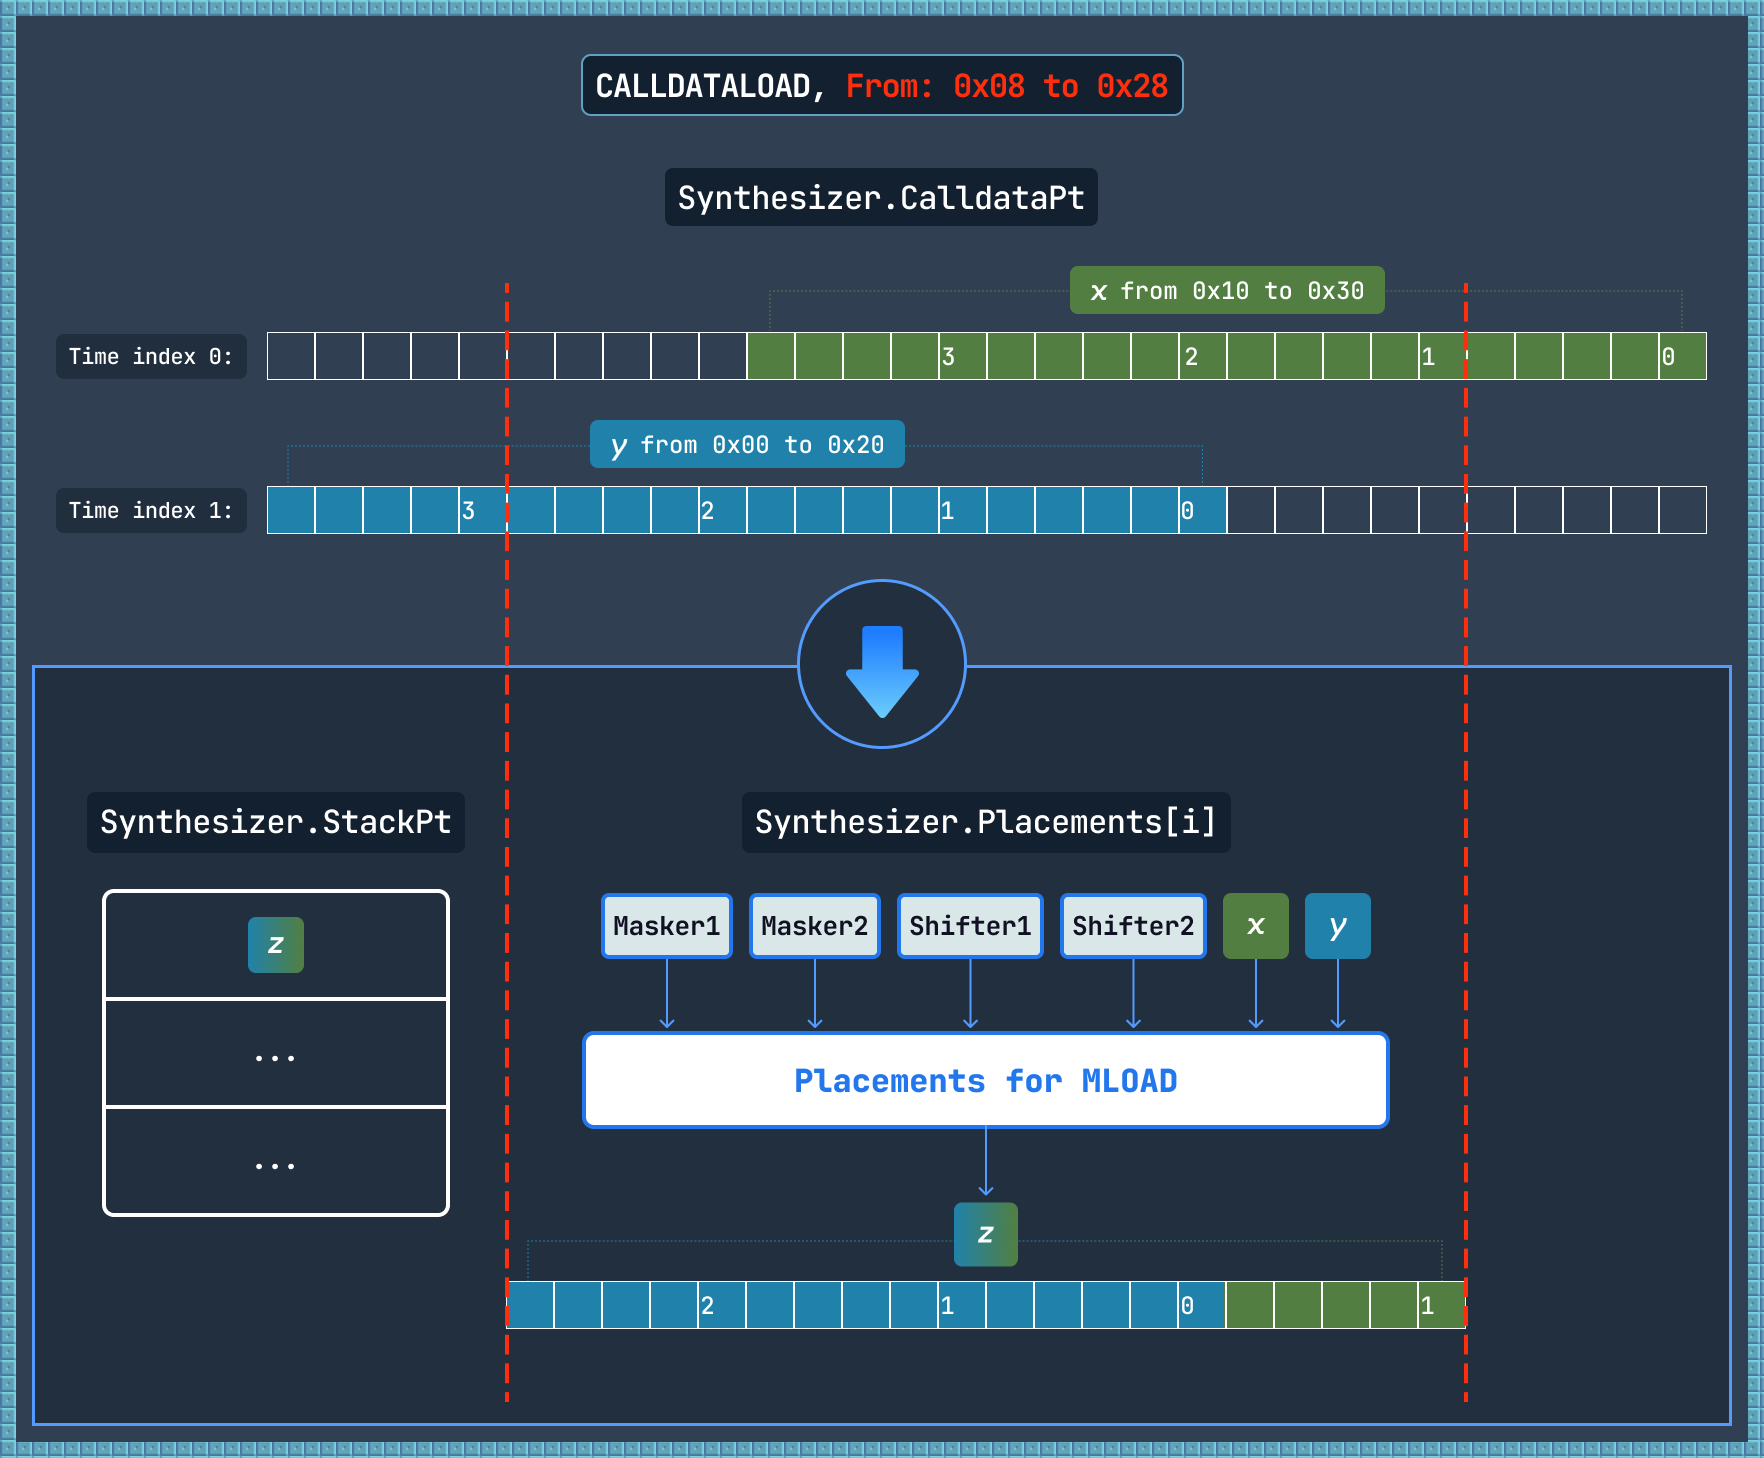 CALLDATALOAD, From: 0x08 to 0x28
Synthesizer.CalldataPt
x from 0x10 to 0x30
Time index 0: 3 2 1 0
y from 0x00 to 0x20
Time index 1: 3 2 1 0
Synthesizer.StackPt
z
...
...
Synthesizer.Placements[i]
Masker1 Masker2 Shifter1 Shifter2 x y
Placements for MLOAD
z
2 1 0 1